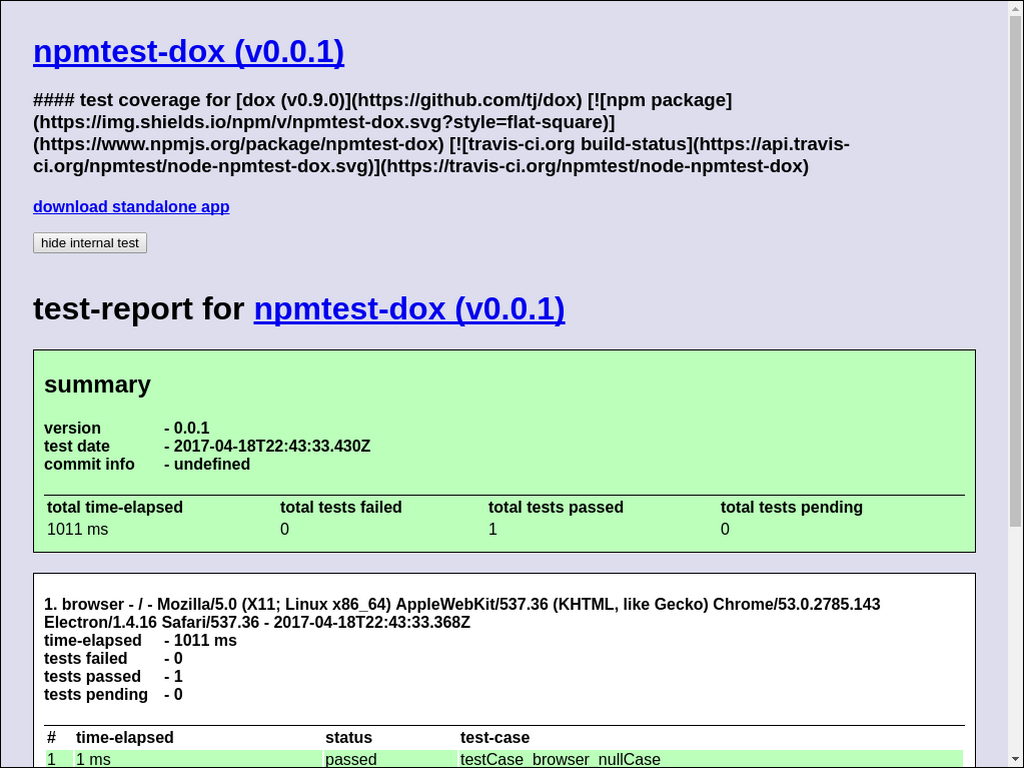 npmtest-dox (v0.0.1)
#### test coverage for [dox (v0.9.0)](https://github.com/tj/dox) [![npm package]
(https://img.shields.io/npm/v/npmtest-dox.svg?style=flat-square)]
(https://www.npmjs.org/package/npmtest-dox) [![travis-ci.org build-status](https://api.travis-
ci.org/npmtest/node-npmtest-dox.svg)](https://travis-ci.org/npmtest/node-npmtest-dox)
download standalone app
hide internal test
test-report for npmtest-dox (v0.0.1)
summary
version - 0.0.1
test date - 2017-04-18T22:43:33.430Z
commit info - undefined
total time-elapsed total tests failed total tests passed total tests pending
1011 ms 0 1 0
1. browser - / - Mozilla/5.0 (X11; Linux x86_64) AppleWebKit/537.36 (KHTML, like Gecko) Chrome/53.0.2785.143
Electron/1.4.16 Safari/537.36 - 2017-04-18T22:43:33.368Z
time-elapsed - 1011 ms
tests failed - 0
tests passed - 1
tests pending - 0
# time-elapsed status test-case
1 1 ms passed testCase_browser_nullCase